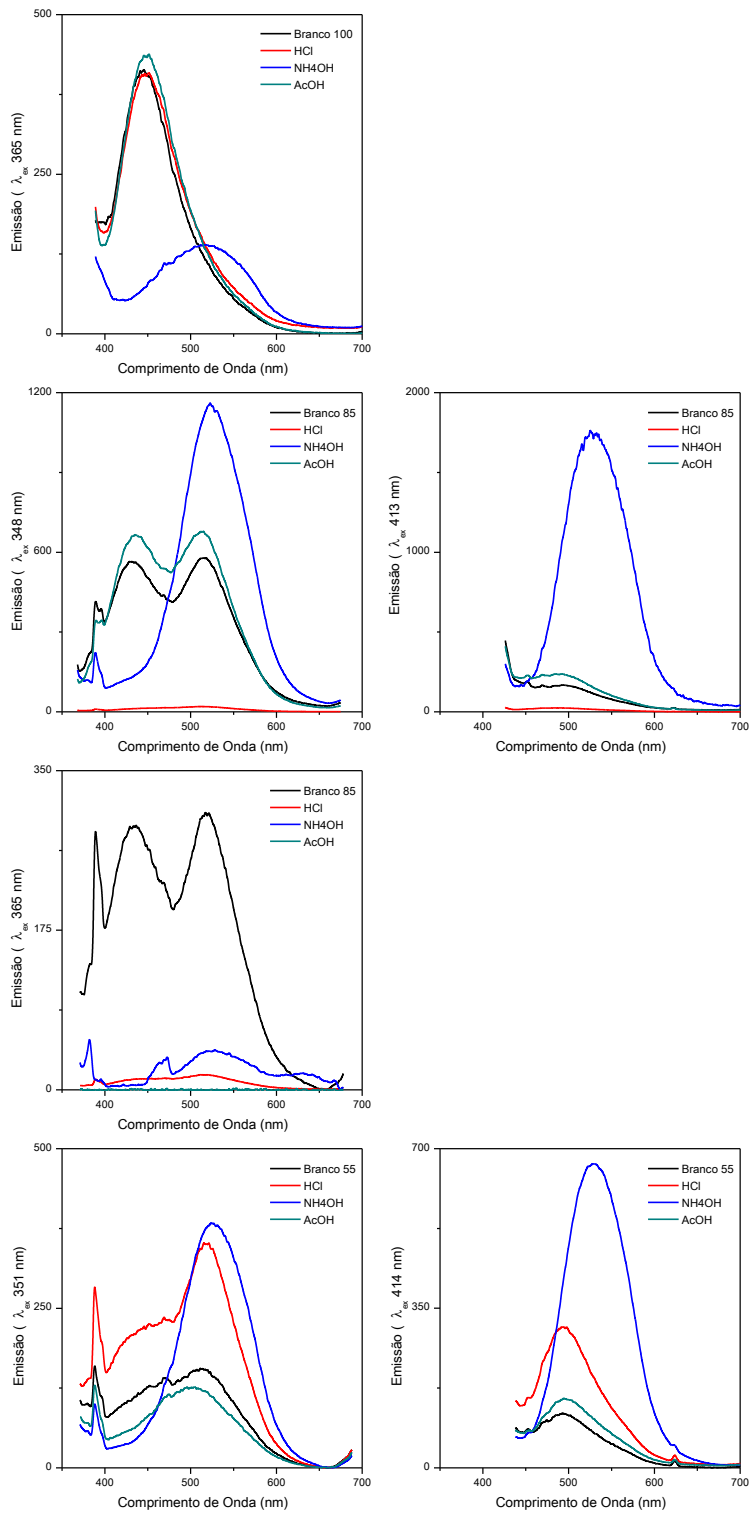 500
250
0
Emissão ( λex 365 nm)
Branco 100
HCl
NH4OH
AcOH
400 500 600 700
Comprimento de Onda (nm)
1200
600
0
Emissão ( λex 348 nm)
Branco 85
HCl
NH4OH
AcOH
400 500 600 700
Comprimento de Onda (nm)
2000
1000
0
Emissão ( λex 413 nm)
Branco 85
HCl
NH4OH
AcOH
400 500 600 700
Comprimento de Onda (nm)
350
175
0
Emissão ( λex 365 nm)
Branco 85
HCl
NH4OH
AcOH
400 500 600 700
Comprimento de Onda (nm)
500
250
0
Emissão ( λex 351 nm)
Branco 55
HCl
NH4OH
AcOH
400 500 600 700
Comprimento de Onda (nm)
700
350
0
Emissão ( λex 414 nm)
Branco 55
HCl
NH4OH
AcOH
400 500 600 700
Comprimento de Onda (nm)